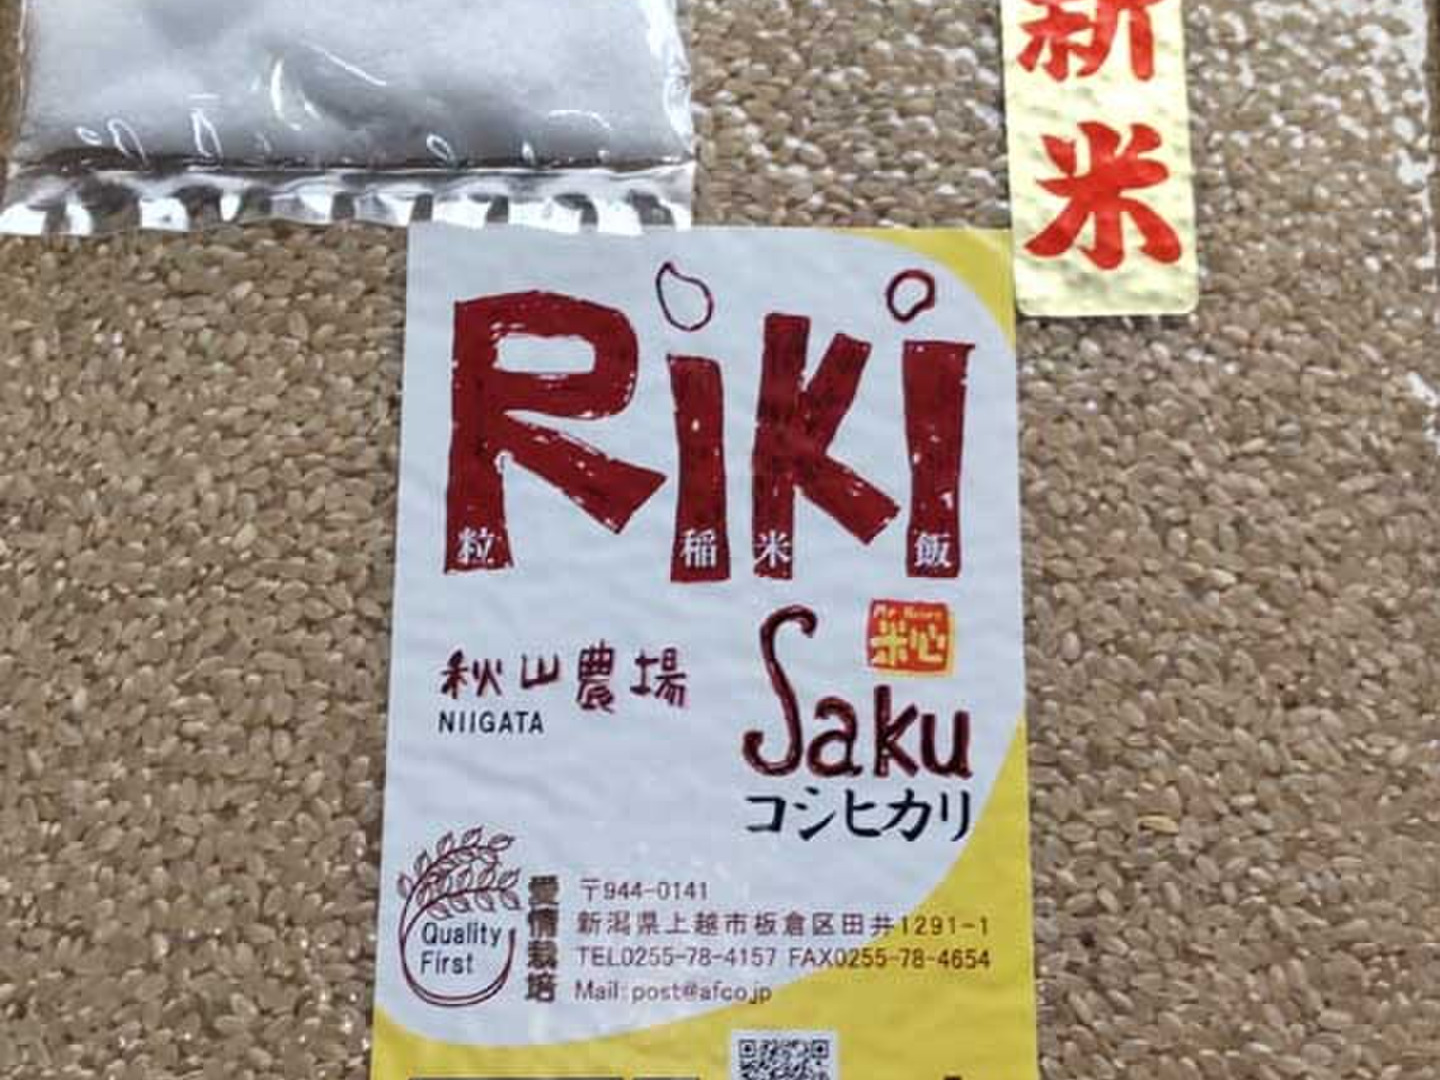 新米
RiKi
粒稲米飯
秋山農場
NIIGATA
米心
Saku
コシヒカリ
Quality
First
愛情栽培
〒944-0141
新潟県上越市板倉区田井1291-1
TEL0255-78-4157 FAX0255-78-4654
Mail:post@afco.jp